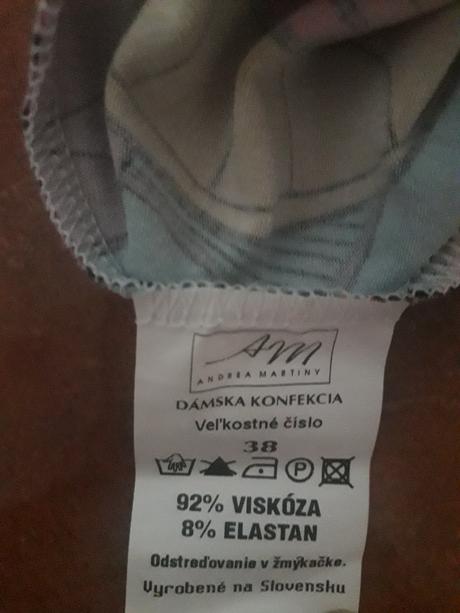 AM
ANDREA MARTINY
DÁMSKA KONFEKCIA
Veľkostné číslo
38
P
92% VISKÓZA
8% ELASTAN
Odstreďovanie v žmýkačke.
Vyrobené na Slovensku